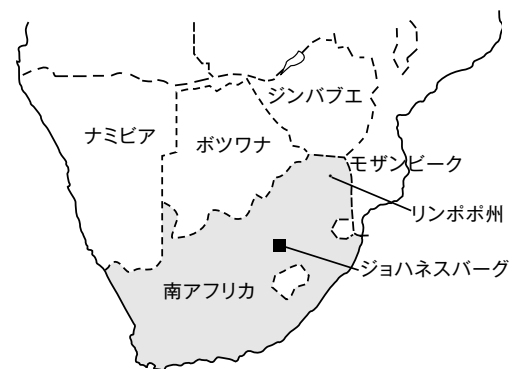 ジンバブエ
ナミビア
ボツワナ
モザンビーク
リンポポ州
ジョハネスバーグ
南アフリカ